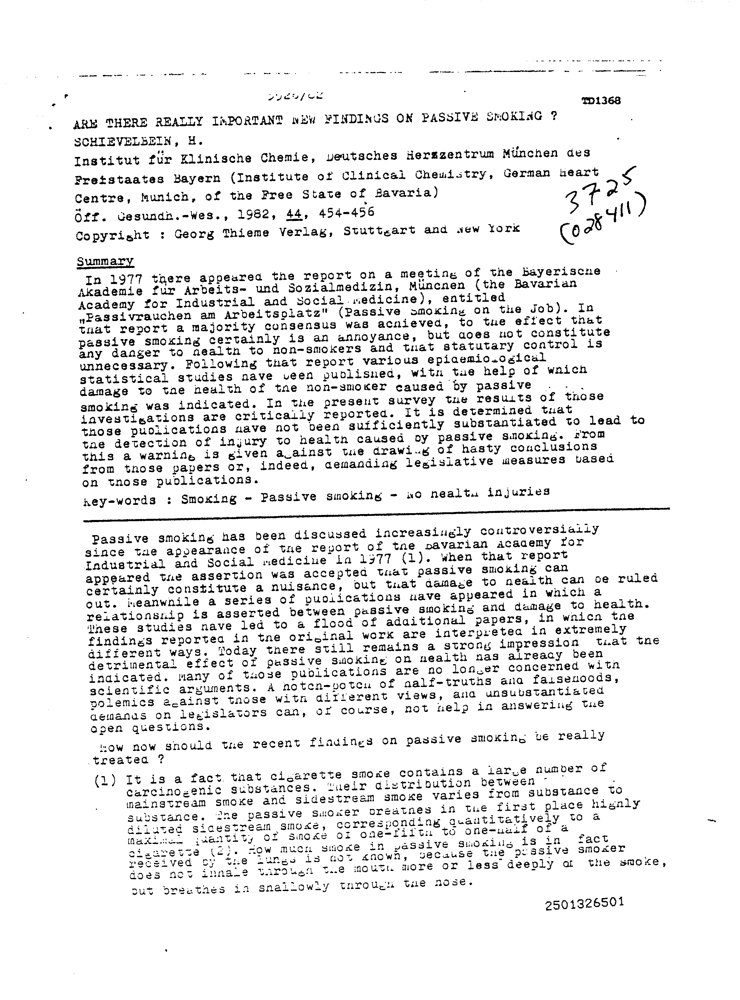 TD1368
ARE THERE REALLY IMPORTANT NEW FINDINGS ON PASSIVE SMOKING ?
SCHIEVELBEIN, H.
Institut für Klinische Chemie, Deutsches Herzzentrum München des
Freistaates Bayern (Institute of Clinical Chemistry, German Heart
Centre, Munich, of the Free State of Bavaria)
3725
(028411)
Öff. Gesundh.-Wes., 1982, 44, 454-456
Copyright : Georg Thieme Verlag, Stuttgart and New York
Summary
In 1977 there appeared the report on a meeting of the Bayerische
Akademie für Arbeits- und Sozialmedizin, München (the Bavarian
Academy for Industrial and Social Medicine), entitled
„Passivrauchen am Arbeitsplatz" (Passive Smoking on the Job). In
that report a majority consensus was achieved, to the effect that
passive smoking certainly is an annoyance, but does not constitute
any danger to health to non-smokers and that statutary control is
unnecessary. Following that report various epidemiological
statistical studies have been published, with the help of which
damage to the health of the non-smoker caused by passive
smoking was indicated. In the present survey the results of those
investigations are critically reported. It is determined that
those publications have not been sufficiently substantiated to lead to
the detection of injury to health caused by passive smoking. From
this a warning is given against the drawing of hasty conclusions
from those papers or, indeed, demanding legislative measures based
on those publications.
Key-words : Smoking - Passive smoking - No health injuries
Passive smoking has been discussed increasingly controversially
since the appearance of the report of the Bavarian Academy for
Industrial and Social Medicine in 1977 (1). When that report
appeared the assertion was accepted that passive smoking can
certainly constitute a nuisance, but that damage to health can be ruled
out. Meanwhile a series of publications have appeared in which a
relationship is asserted between passive smoking and damage to health.
These studies have led to a flood of additional papers, in which the
findings reported in the original work are interpreted in extremely
different ways. Today there still remains a strong impression that the
detrimental effect of passive smoking on health has already been
indicated. Many of those publications are no longer concerned with
scientific arguments. A hotch-potch of half-truths and falsehoods,
polemics against those with different views, and unsubstantiated
demands on legislators can, of course, not help in answering the
open questions.
How now should the recent findings on passive smoking be really
treated ?
(1) It is a fact that cigarette smoke contains a large number of
carcinogenic substances. Their distribution between
mainstream smoke and sidestream smoke varies from substance to
substance. The passive smoker breathes in the first place highly
diluted sidestream smoke, corresponding quantitatively to a
maximal quantity of smoke of one-fifth to one-half of a
cigarette (2). How much smoke in passive smoking is in fact
received by the lungs is not known, because the passive smoker
does not inhale through the mouth more or less deeply the smoke,
but breathes in shallowly through the nose.
2501326501